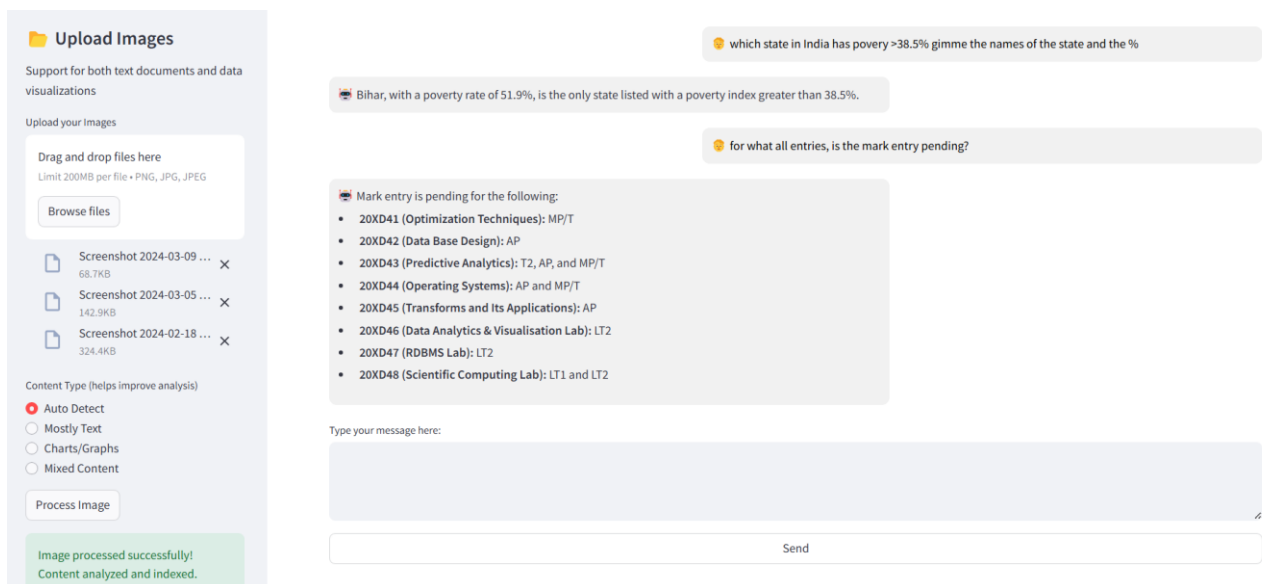 Upload Images
Support for both text documents and data
visualizations
Upload your Images
Drag and drop files here
Limit 200MB per file • PNG, JPG, JPEG
Browse files
Screenshot 2024-03-09 ...
68.7KB
Screenshot 2024-03-05 ...
142.9KB
Screenshot 2024-02-18 ...
324.4KB
Content Type (helps improve analysis)
Auto Detect
Mostly Text
Charts/Graphs
Mixed Content
Process Image
Image processed successfully!
Content analyzed and indexed.
which state in India has povery >38.5% gimme the names of the state and the %
Bihar, with a poverty rate of 51.9%, is the only state listed with a poverty index greater than 38.5%.
for what all entries, is the mark entry pending?
Mark entry is pending for the following:
• 20XD41 (Optimization Techniques): MP/T
• 20XD42 (Data Base Design): AP
• 20XD43 (Predictive Analytics): T2, AP, and MP/T
• 20XD44 (Operating Systems): AP and MP/T
• 20XD45 (Transforms and Its Applications): AP
• 20XD46 (Data Analytics & Visualisation Lab): LT2
• 20XD47 (RDBMS Lab): LT2
• 20XD48 (Scientific Computing Lab): LT1 and LT2
Type your message here:
Send